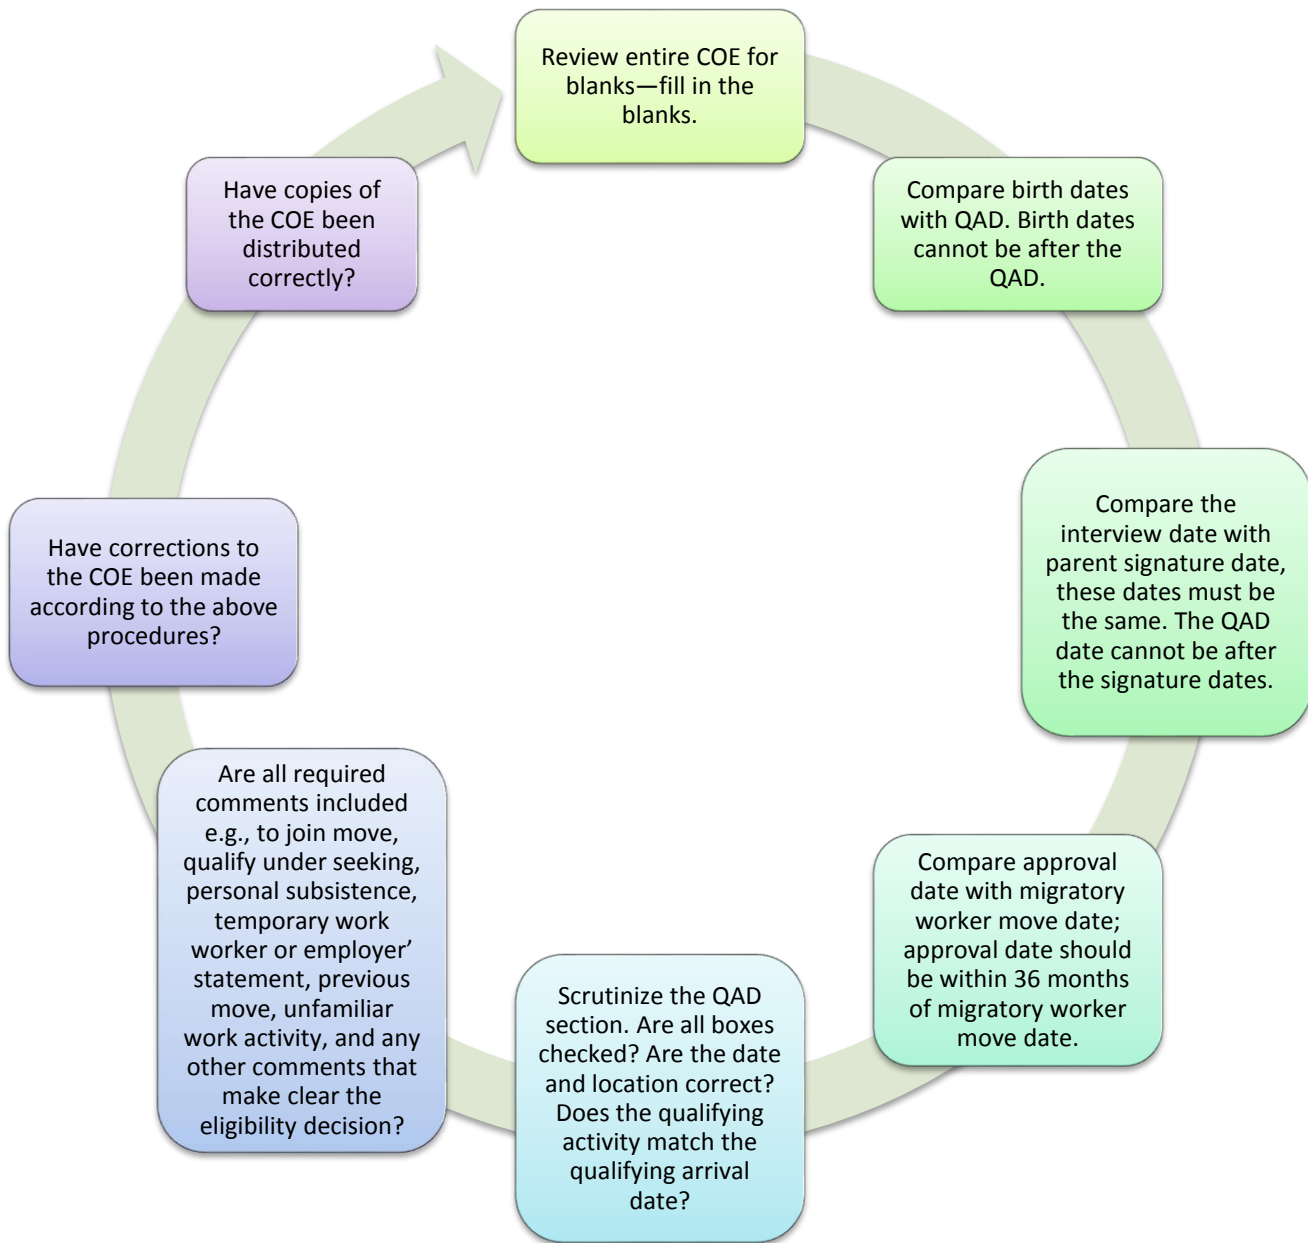 Review entire COE for
blanks—fill in the
blanks.
Compare birth dates
with QAD. Birth dates
cannot be after the
QAD.
Compare the
interview date with
parent signature date,
these dates must be
the same. The QAD
date cannot be after
the signature dates.
Compare approval
date with migratory
worker move date;
approval date should
be within 36 months
of migratory worker
move date.
Scrutinize the QAD
section. Are all boxes
checked? Are the date
and location correct?
Does the qualifying
activity match the
qualifying arrival
date?
Are all required
comments included
e.g., to join move,
qualify under seeking,
personal subsistence,
temporary work
worker or employer’
statement, previous
move, unfamiliar
work activity, and any
other comments that
make clear the
eligibility decision?
Have corrections to
the COE been made
according to the above
procedures?
Have copies of
the COE been
distributed
correctly?